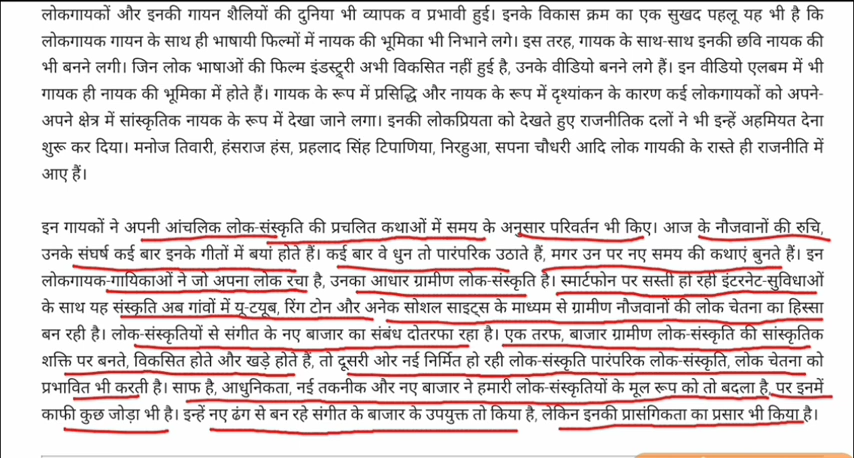 लोकगायकों और इनकी गायन शैलियों की दुनिया भी व्यापक व प्रभावी हुई। इनके विकास क्रम का एक सुखद पहलू यह भी है कि
लोकगायक गायन के साथ ही भाषायी फिल्मों में नायक की भूमिका भी निभाने लगे। इस तरह, गायक के साथ-साथ इनकी छवि नायक की
भी बनने लगी। जिन लोक भाषाओं की फिल्म इंडस्ट्री अभी विकसित नहीं हुई है, उनके वीडियो बनने लगे हैं। इन वीडियो एलबम में भी
गायक ही नायक की भूमिका में होते हैं। गायक के रूप में प्रसिद्धि और नायक के रूप में दृश्यांकन के कारण कई लोकगायकों को अपने-
अपने क्षेत्र में सांस्कृतिक नायक के रूप में देखा जाने लगा। इनकी लोकप्रियता को देखते हुए राजनीतिक दलों ने भी इन्हें अहमियत देना
शुरू कर दिया। मनोज तिवारी, हंसराज हंस, प्रहलाद सिंह टिपाणिया, निरहुआ, सपना चौधरी आदि लोक गायकी के रास्ते ही राजनीति में
आए हैं।
इन गायकों ने अपनी आंचलिक लोक-संस्कृति की प्रचलित कथाओं में समय के अनुसार परिवर्तन भी किए। आज के नौजवानों की रुचि,
उनके संघर्ष कई बार इनके गीतों में बयां होते हैं। कई बार वे धुन तो पारंपरिक उठाते हैं, मगर उन पर नए समय की कथाएं बुनते हैं। इन
लोकगायक-गायिकाओं ने जो अपना लोक रचा है, उनका आधार ग्रामीण लोक-संस्कृति है। स्मार्टफोन पर सस्ती हो रही इंटरनेट-सुविधाओं
के साथ यह संस्कृति अब गांवों में यू-टयूब, रिंग टोन और अनेक सोशल साइट्स के माध्यम से ग्रामीण नौजवानों की लोक चेतना का हिस्सा
बन रही है। लोक-संस्कृतियों से संगीत के नए बाजार का संबंध दोतरफा रहा है। एक तरफ, बाजार ग्रामीण लोक-संस्कृति की सांस्कृतिक
शक्ति पर बनते, विकसित होते और खड़े होते हैं, तो दूसरी ओर नई निर्मित हो रही लोक-संस्कृति पारंपरिक लोक-संस्कृति, लोक चेतना को
प्रभावित भी करती है। साफ है, आधुनिकता, नई तकनीक और नए बाजार ने हमारी लोक-संस्कृतियों के मूल रूप को तो बदला है, पर इनमें
काफी कुछ जोड़ा भी है। इन्हें नए ढंग से बन रहे संगीत के बाजार के उपयुक्त तो किया है, लेकिन इनकी प्रासंगिकता का प्रसार भी किया है।